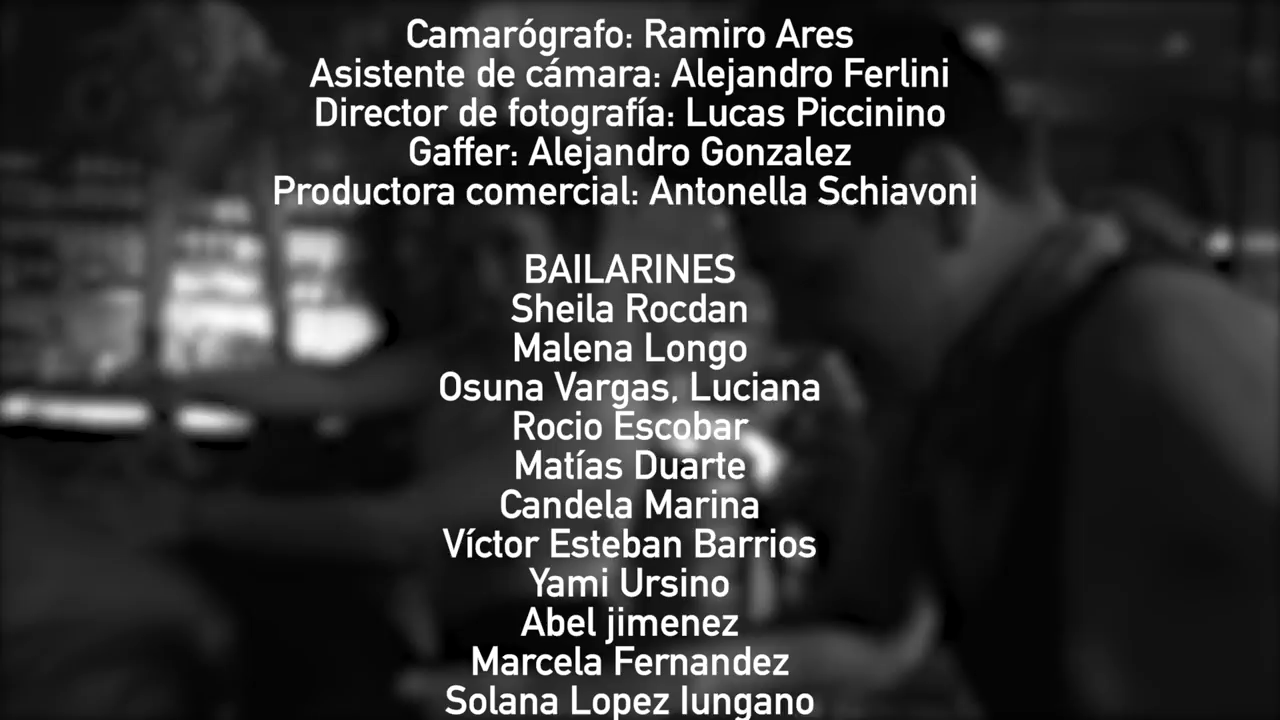 Camarógrafo: Ramiro Ares
Asistente de cámara: Alejandro Ferlini
Director de fotografía: Lucas Piccinino
Gaffer: Alejandro Gonzalez
Productora comercial: Antonella Schiavoni
BAILARINES
Sheila Rocdan
Malena Longo
Osuna Vargas, Luciana
Rocio Escobar
Matías Duarte
Candela Marina
Víctor Esteban Barrios
Yami Ursino
Abel jimenez
Marcela Fernandez
Solana Lopez Iungano